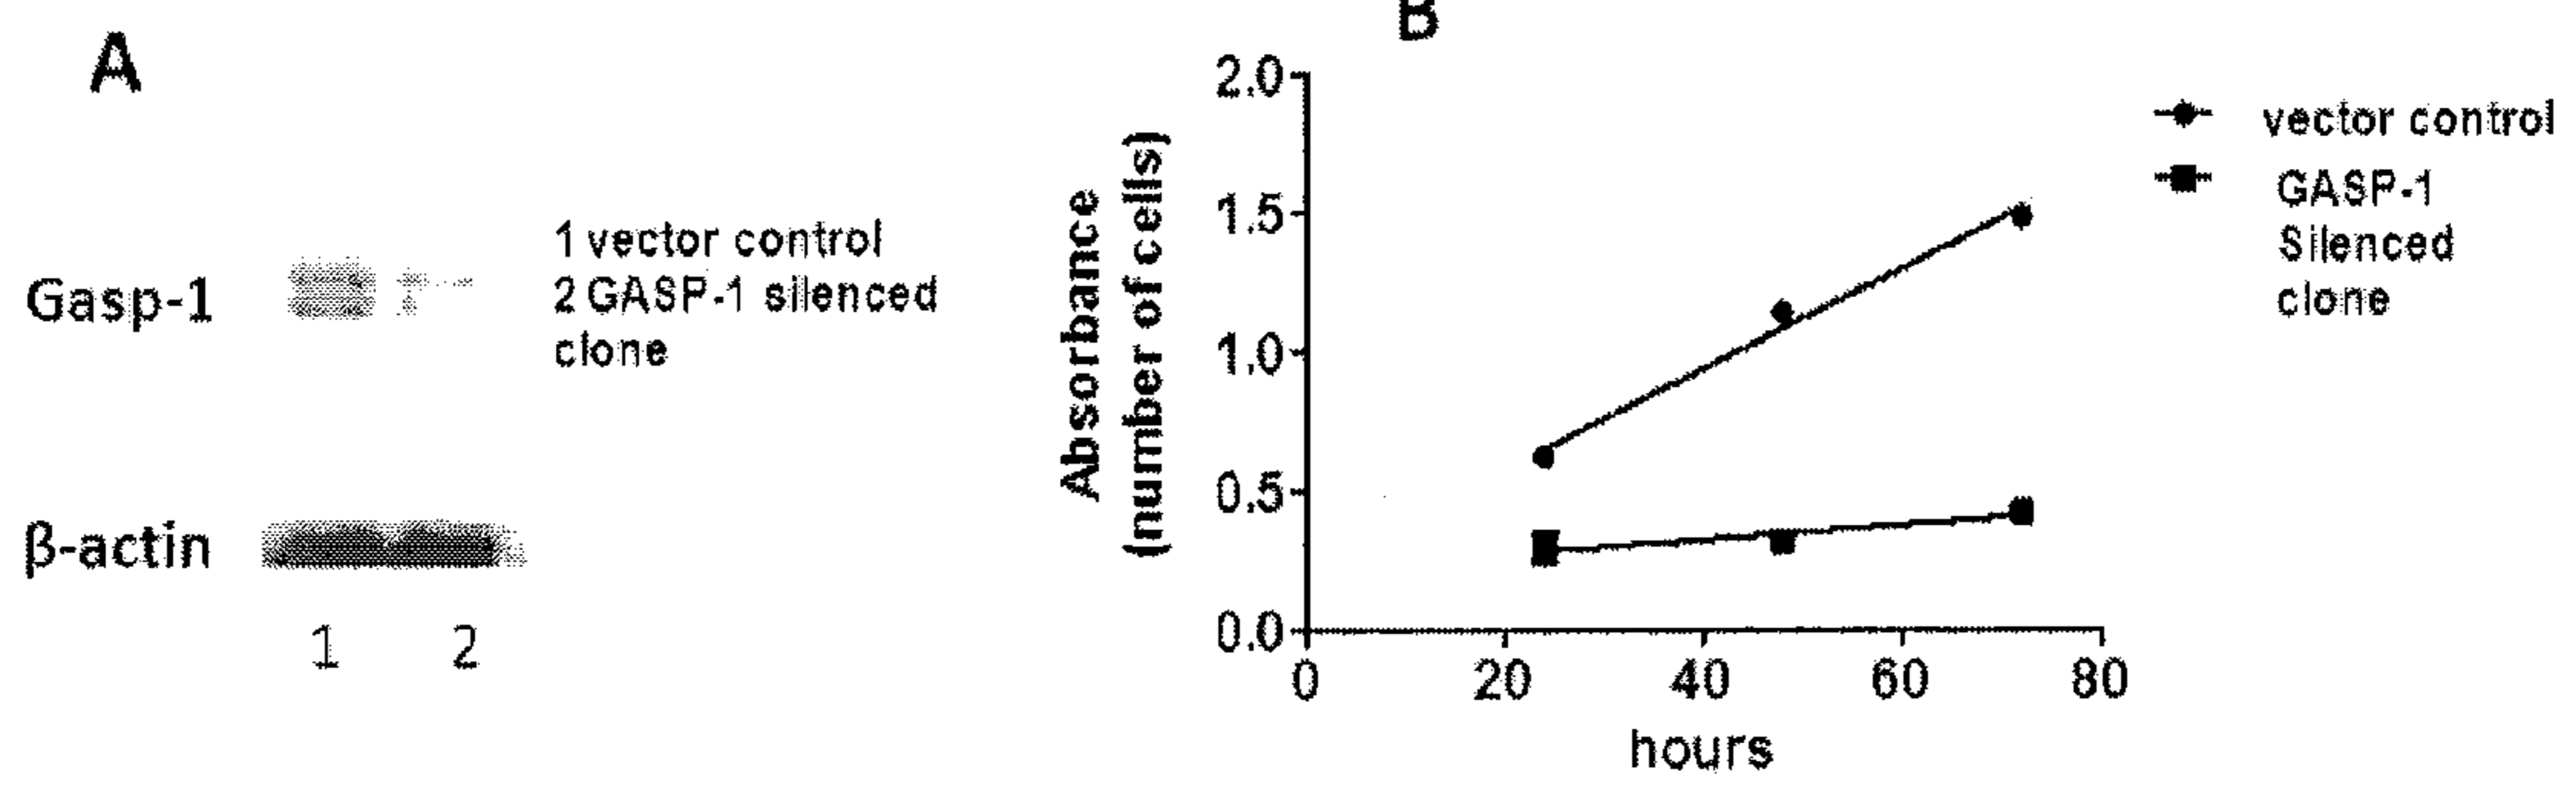 A
Gasp-1
1 vector control
2 GASP-1 silenced
clone
β-actin
1 2
B
Absorbance
(number of cells)
2.0
1.5
1.0
0.5
0.0
0 20 40 60 80
hours
vector control
GASP-1
Silenced
clone